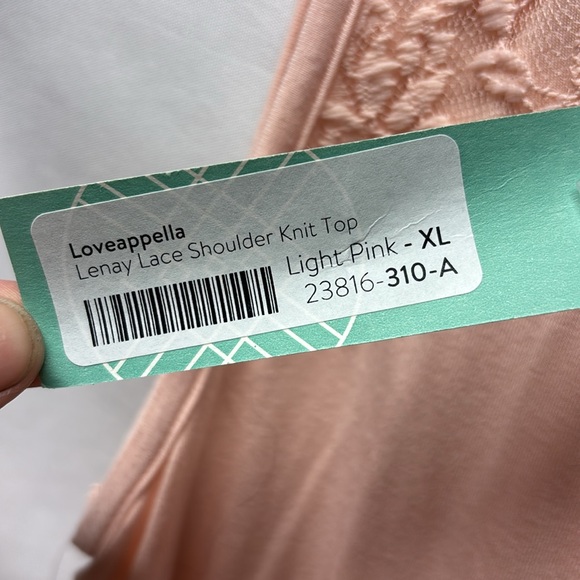 Loveappella
Lenay Lace Shoulder Knit Top
Light Pink - XL
23816-310-A